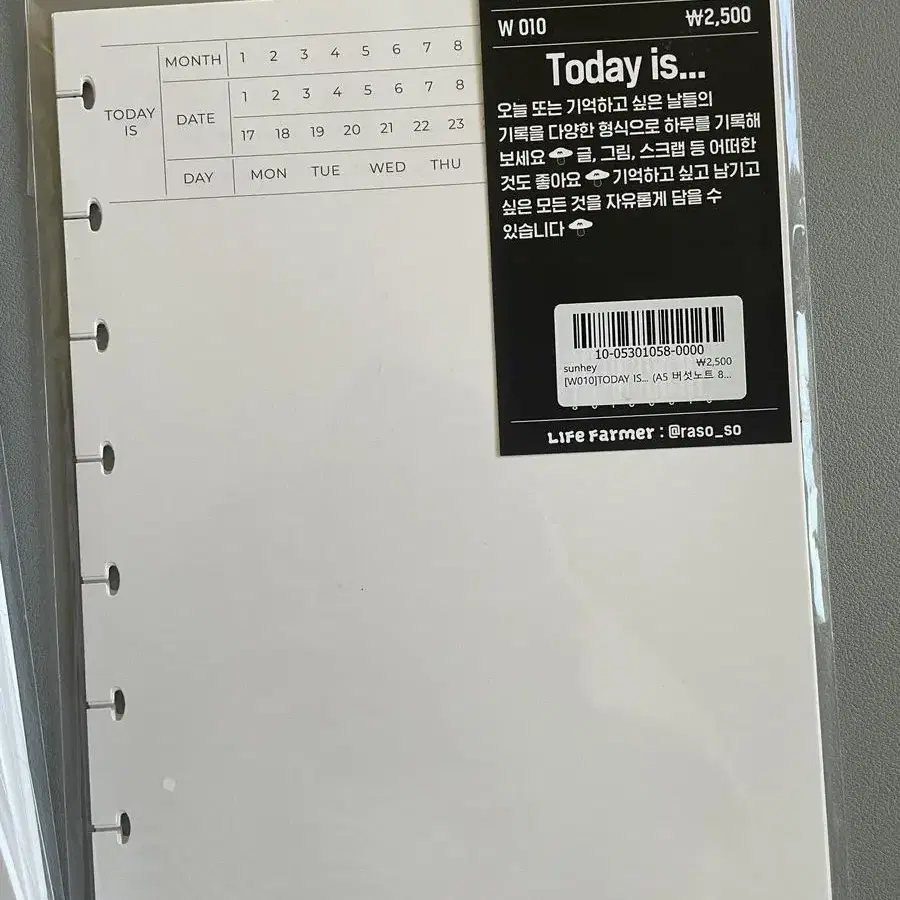 MONTH 1 2 3 4 5 6 7 8
TODAY IS
DATE 1 2 3 4 5 6 7 8
17 18 19 20 21 22 23
DAY MON TUE WED THU
W 010 ₩2,500
Today is...
오늘 또는 기억하고 싶은 날들의
기록을 다양한 형식으로 하루를 기록해
보세요 글, 그림, 스크랩 등 어떠한
것도 좋아요 기억하고 싶고 남기고
싶은 모든 것을 자유롭게 담을 수
있습니다
10-05301058-0000
sunhey ₩2,500
[W010]TODAY IS... (A5 버섯노트 8...
Life Farmer : @raso_so